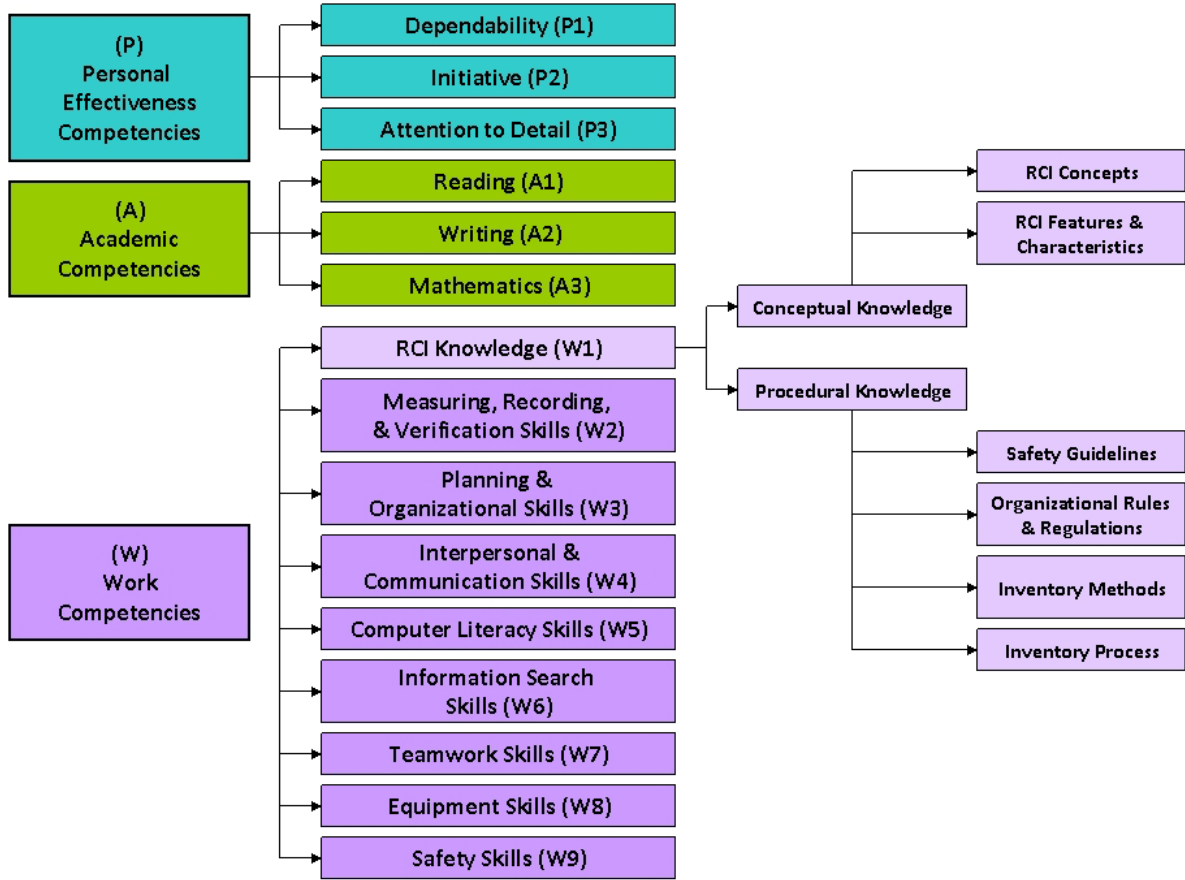 (P)
Personal
Effectiveness
Competencies
Dependability (P1)
Initiative (P2)
Attention to Detail (P3)
(A)
Academic
Competencies
Reading (A1)
Writing (A2)
Mathematics (A3)
(W)
Work
Competencies
RCI Knowledge (W1)
Measuring, Recording,
& Verification Skills (W2)
Planning &
Organizational Skills (W3)
Interpersonal &
Communication Skills (W4)
Computer Literacy Skills (W5)
Information Search
Skills (W6)
Teamwork Skills (W7)
Equipment Skills (W8)
Safety Skills (W9)
Conceptual Knowledge
RCI Concepts
RCI Features &
Characteristics
Procedural Knowledge
Safety Guidelines
Organizational Rules
& Regulations
Inventory Methods
Inventory Process